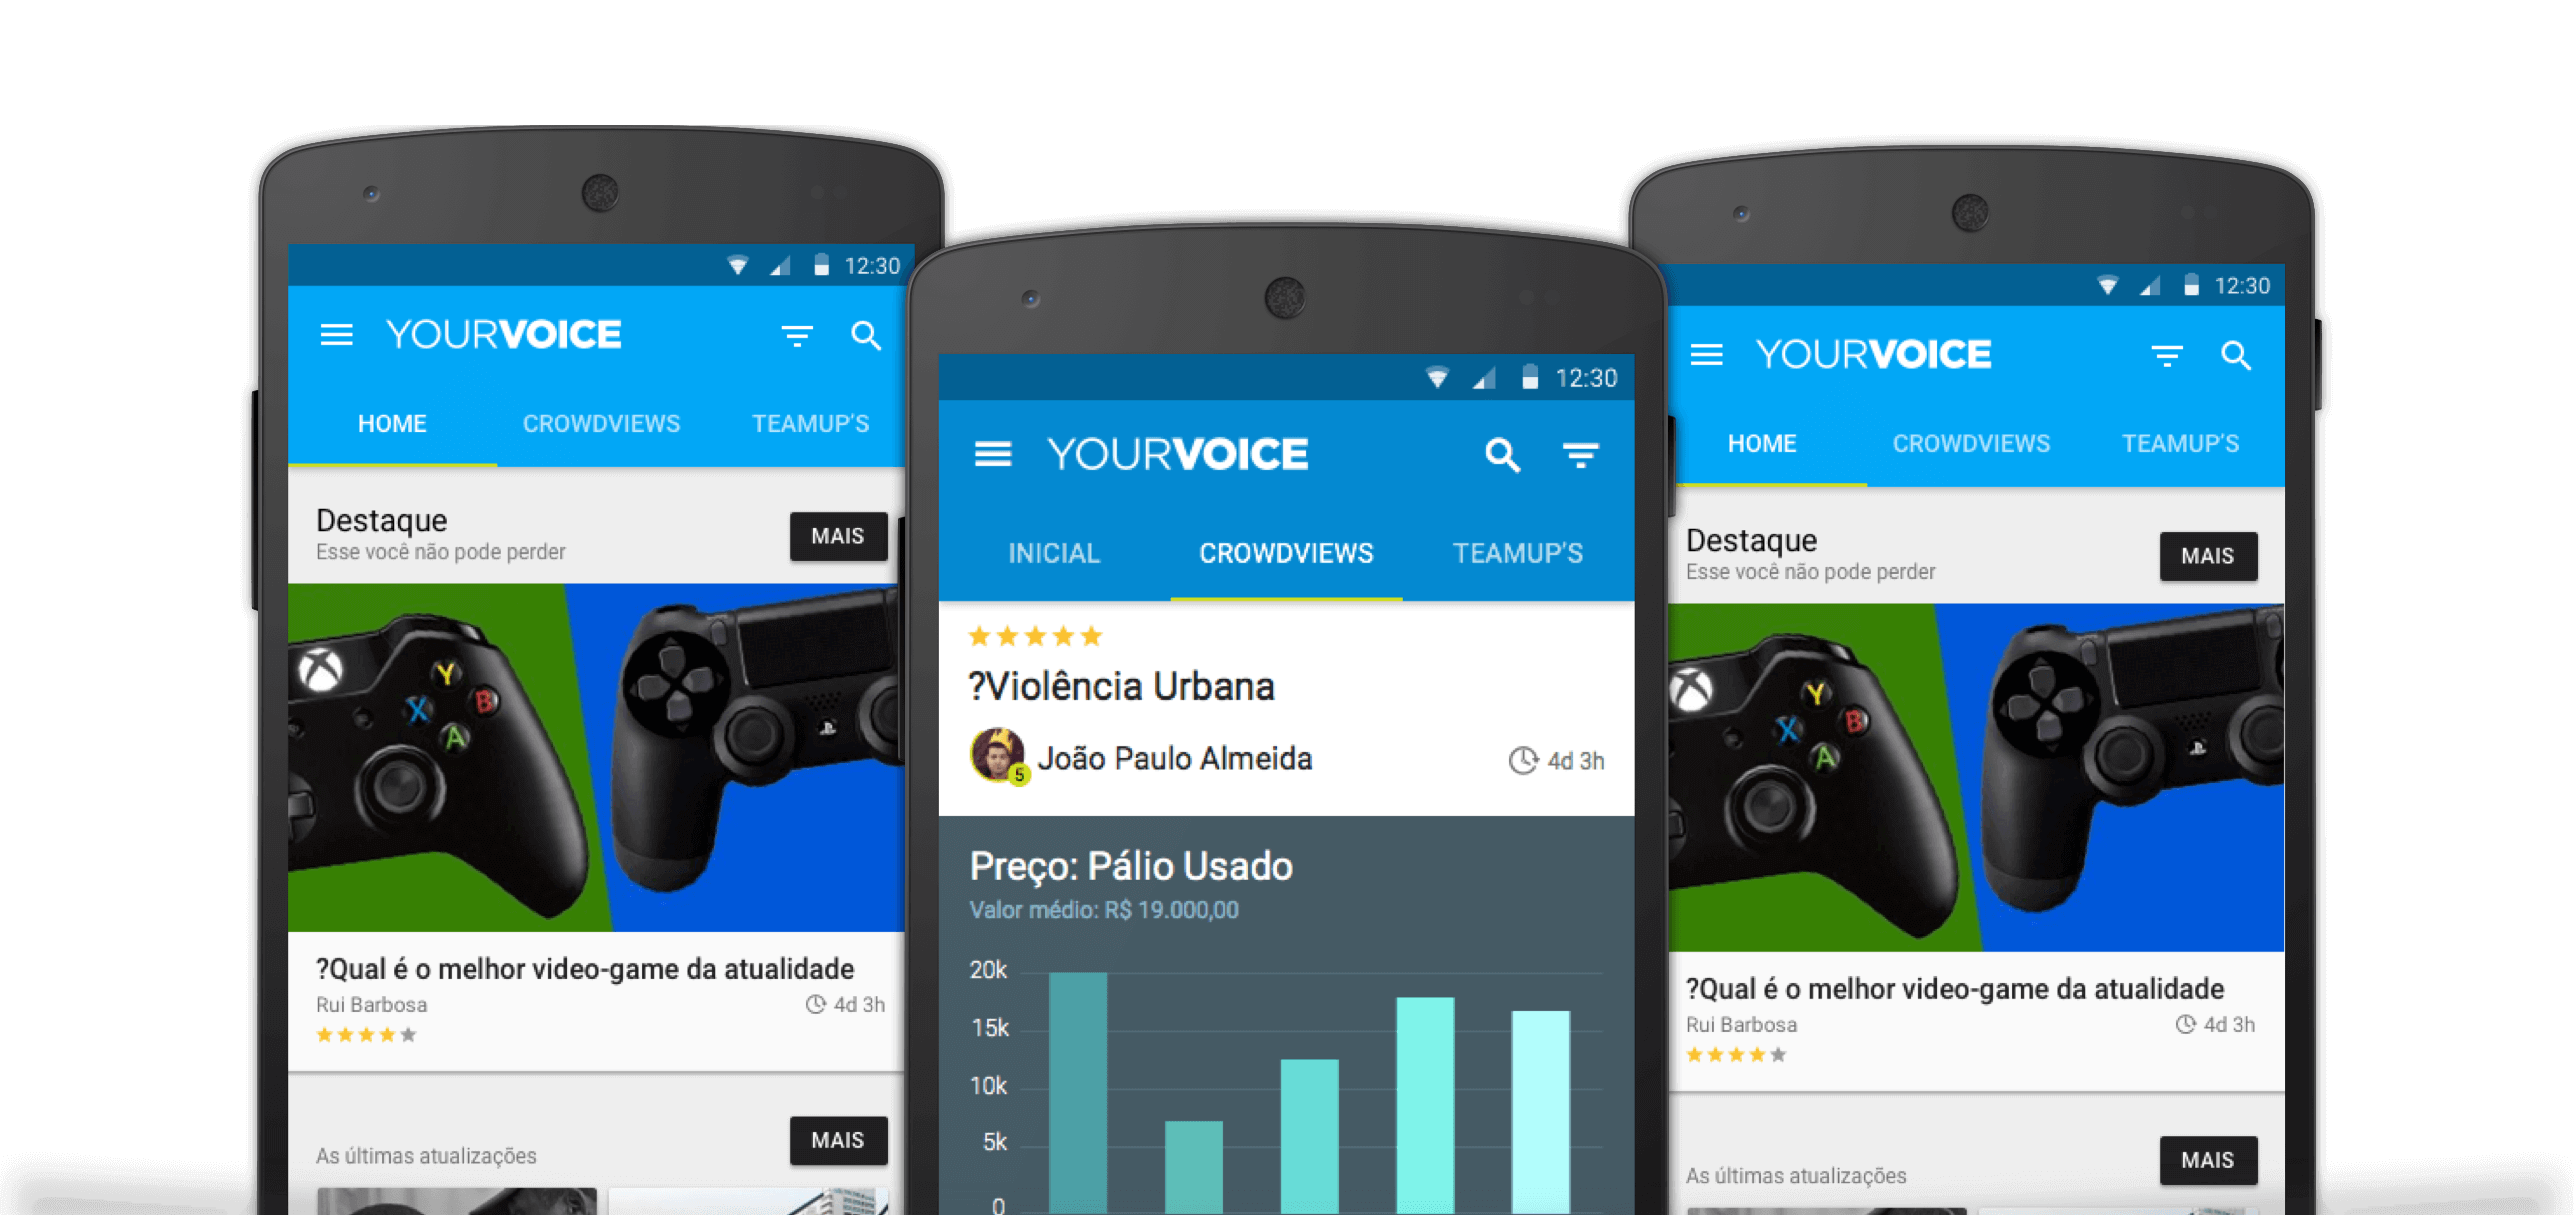 12:30
YOURVOICE
HOME CROWDVIEWS TEAMUP'S
Destaque
Esse você não pode perder
MAIS
Y
X
B
A
?Qual é o melhor video-game da atualidade
Rui Barbosa
4d 3h
As últimas atualizações
MAIS
12:30
YOURVOICE
INICIAL CROWDVIEWS TEAMUP'S
?Violência Urbana
5
João Paulo Almeida
4d 3h
Preço: Pálio Usado
Valor médio: R$ 19.000,00
20k
15k
10k
5k
0
12:30
YOURVOICE
HOME CROWDVIEWS TEAMUP'S
Destaque
Esse você não pode perder
MAIS
Y
X
B
A
?Qual é o melhor video-game da atualidade
Rui Barbosa
4d 3h
As últimas atualizações
MAIS